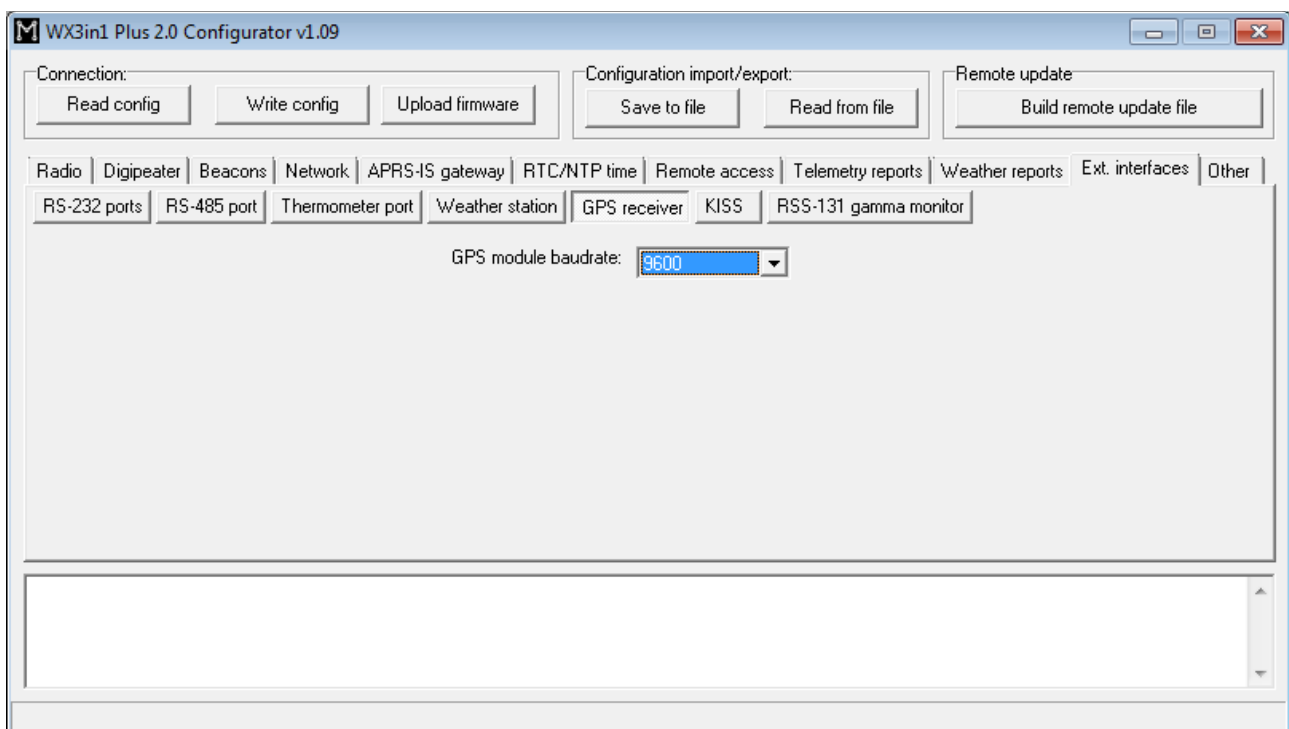 WX3in1 Plus 2.0 Configurator v1.09
Connection: Configuration import/export: Remote update
Read config Write config Upload firmware Save to file Read from file Build remote update file
Radio Digipeater Beacons Network APRS-IS gateway RTC/NTP time Remote access Telemetry reports Weather reports Ext. interfaces Other
RS-232 ports RS-485 port Thermometer port Weather station GPS receiver KISS RSS-131 gamma monitor
GPS module baudrate: 9600